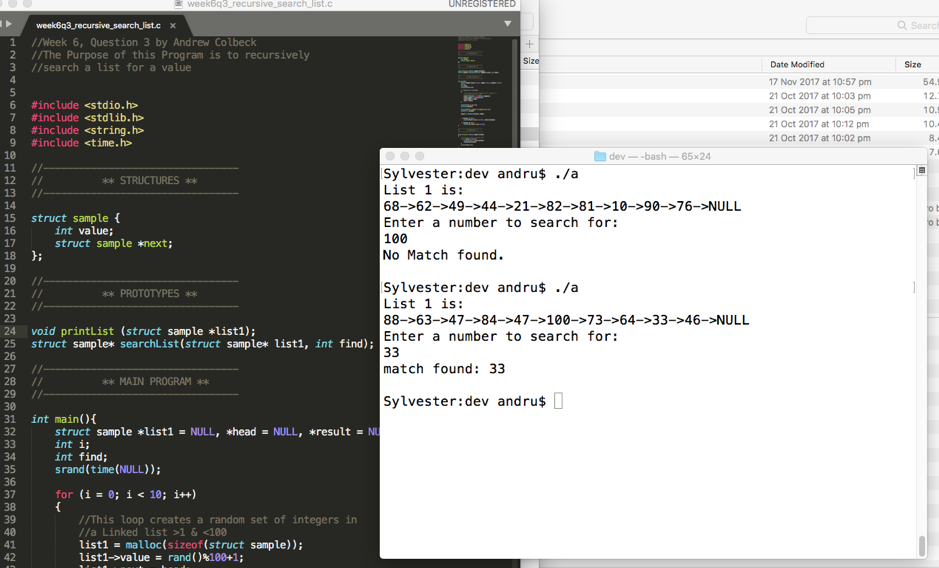 week6q3_recursive_search_list.c
UNREGISTERED
week6q3_recursive_search_list.c ×
1 //Week 6, Question 3 by Andrew Colbeck
2 //The Purpose of this Program is to recursively
3 //search a list for a value
4
5
6 #include <stdio.h>
7 #include <stdlib.h>
8 #include <string.h>
9 #include <time.h>
10
11 //---------------------------------
12 // ** STRUCTURES **
13 //---------------------------------
14
15 struct sample {
16 int value;
17 struct sample *next;
18 };
19
20 //---------------------------------
21 // ** PROTOTYPES **
22 //---------------------------------
23
24 void printList (struct sample *list1);
25 struct sample* searchList(struct sample* list1, int find);
26
27 //---------------------------------
28 // ** MAIN PROGRAM **
29 //---------------------------------
30
31 int main(){
32 struct sample *list1 = NULL, *head = NULL, *result = NU
33 int i;
34 int find;
35 srand(time(NULL));
36
37 for (i = 0; i < 10; i++)
38 {
39 //This loop creates a random set of integers in
40 //a Linked list >1 & <100
41 list1 = malloc(sizeof(struct sample));
42 list1->value = rand()%100+1;
Size
Search
Date Modified Size
17 Nov 2017 at 10:57 pm 54.
21 Oct 2017 at 10:03 pm 12.
21 Oct 2017 at 10:05 pm 10.
21 Oct 2017 at 10:12 pm 10.
21 Oct 2017 at 10:02 pm 8.
7.
dev — -bash — 65×24
Sylvester:dev andru$ ./a
List 1 is:
68->62->49->44->21->82->81->10->90->76->NULL
Enter a number to search for:
100
No Match found.
Sylvester:dev andru$ ./a
List 1 is:
88->63->47->84->47->100->73->64->33->46->NULL
Enter a number to search for:
33
match found: 33
Sylvester:dev andru$